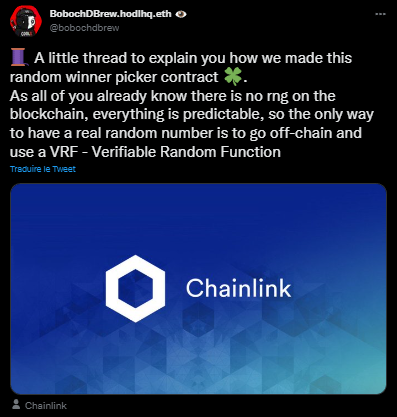 BobochDBrew.hodlhq.eth 👁️
@bobochdbrew
🧵 A little thread to explain you how we made this
random winner picker contract 🍀.
As all of you already know there is no rng on the
blockchain, everything is predictable, so the only way
to have a real random number is to go off-chain and
use a VRF - Verifiable Random Function
Traduire le Tweet
Chainlink
Chainlink